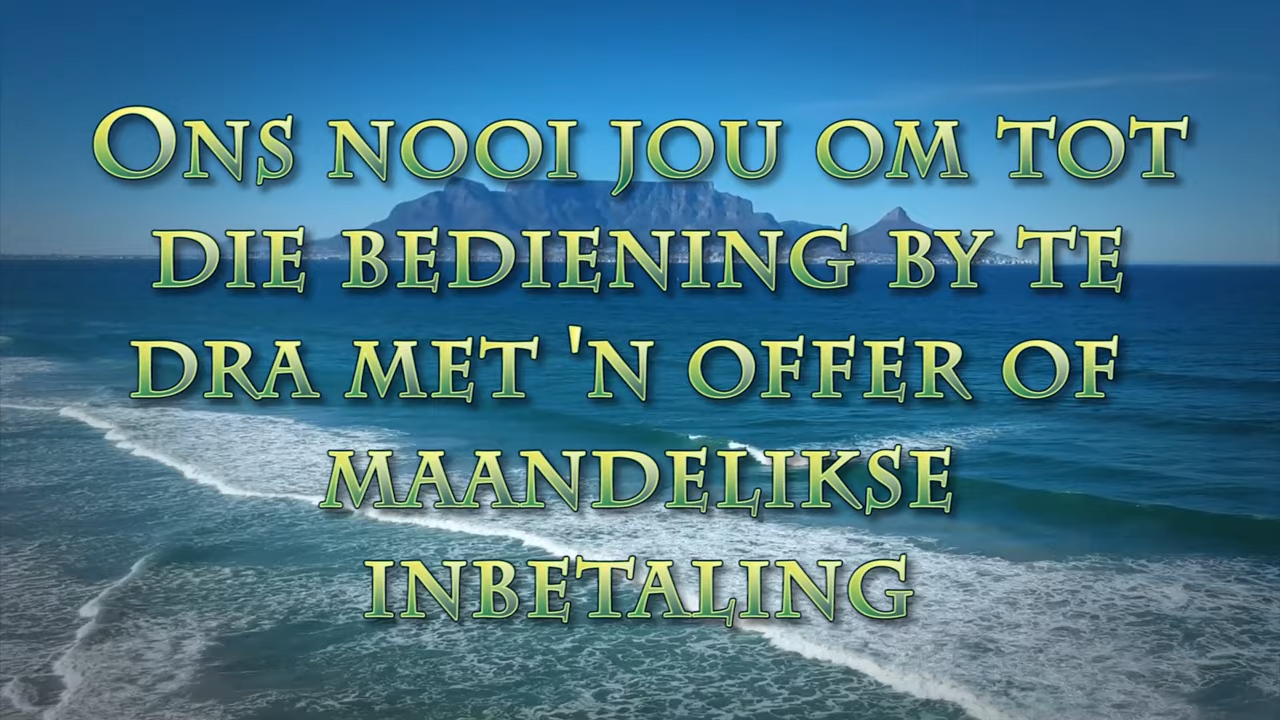 Ons nooi jou om tot
die bediening by te
dra met 'n offer of
maandelikse
inbetaling